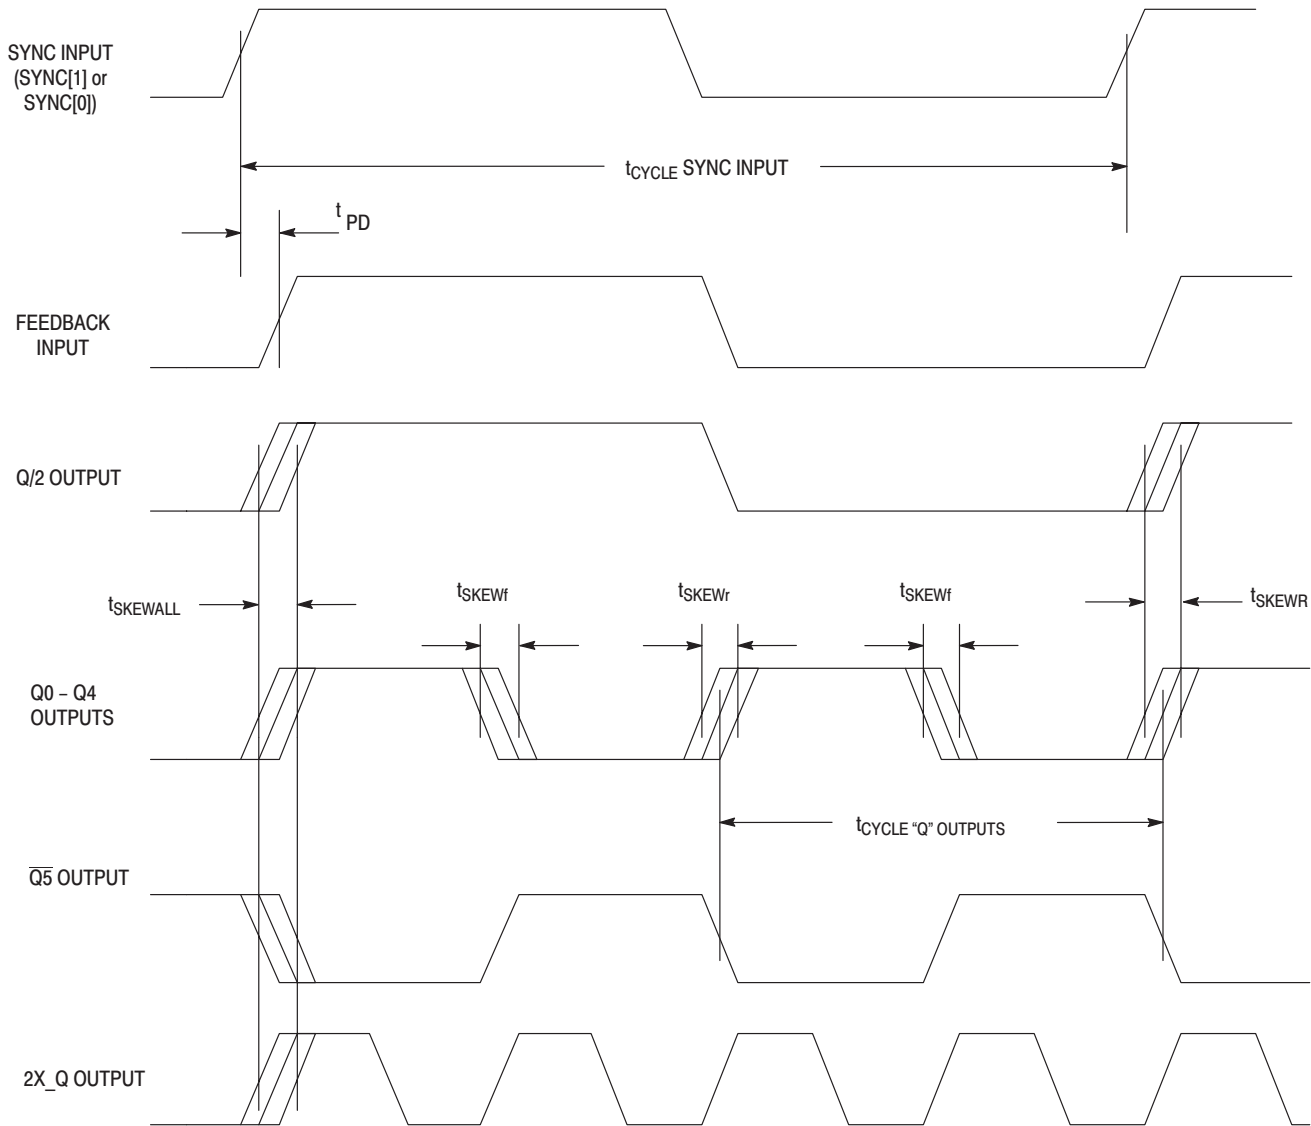 SYNC INPUT
(SYNC[1] or
SYNC[0])
tCYCLE SYNC INPUT
t PD
FEEDBACK
INPUT
Q/2 OUTPUT
tSKEWALL
tSKEWf
tSKEWr
tSKEWf
tSKEWR
Q0 – Q4
OUTPUTS
tCYCLE “Q” OUTPUTS
Q̅5̅ OUTPUT
2X_Q OUTPUT